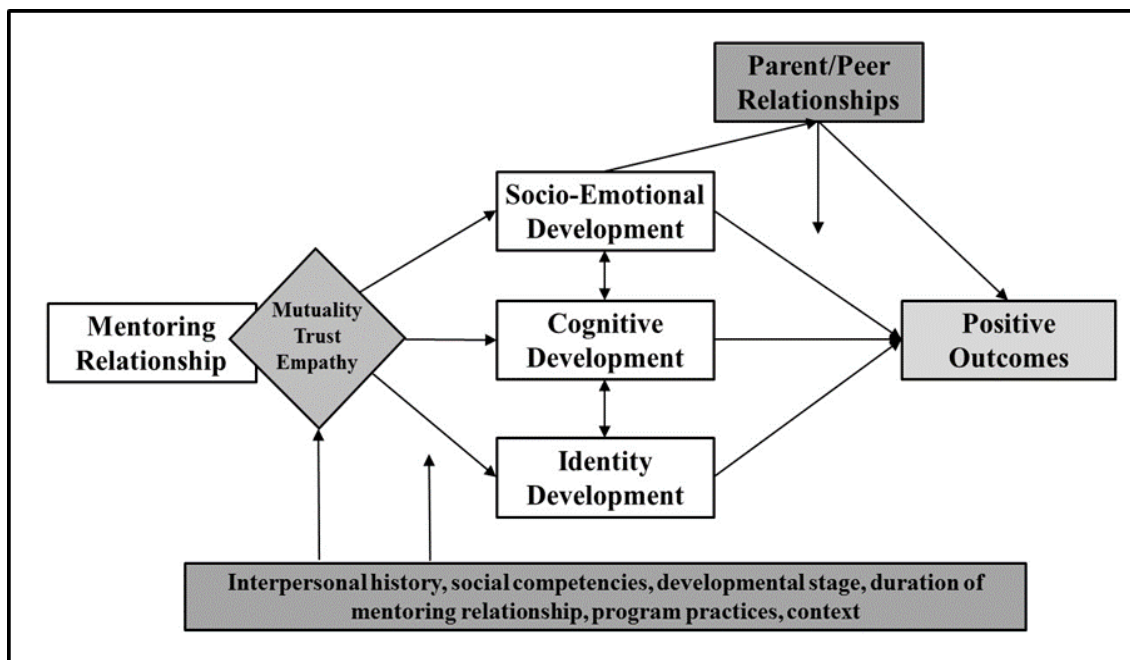 Parent/Peer
Relationships
Socio-Emotional
Development
Mentoring
Relationship
Mutuality
Trust
Empathy
Cognitive
Development
Positive
Outcomes
Identity
Development
Interpersonal history, social competencies, developmental stage, duration of
mentoring relationship, program practices, context